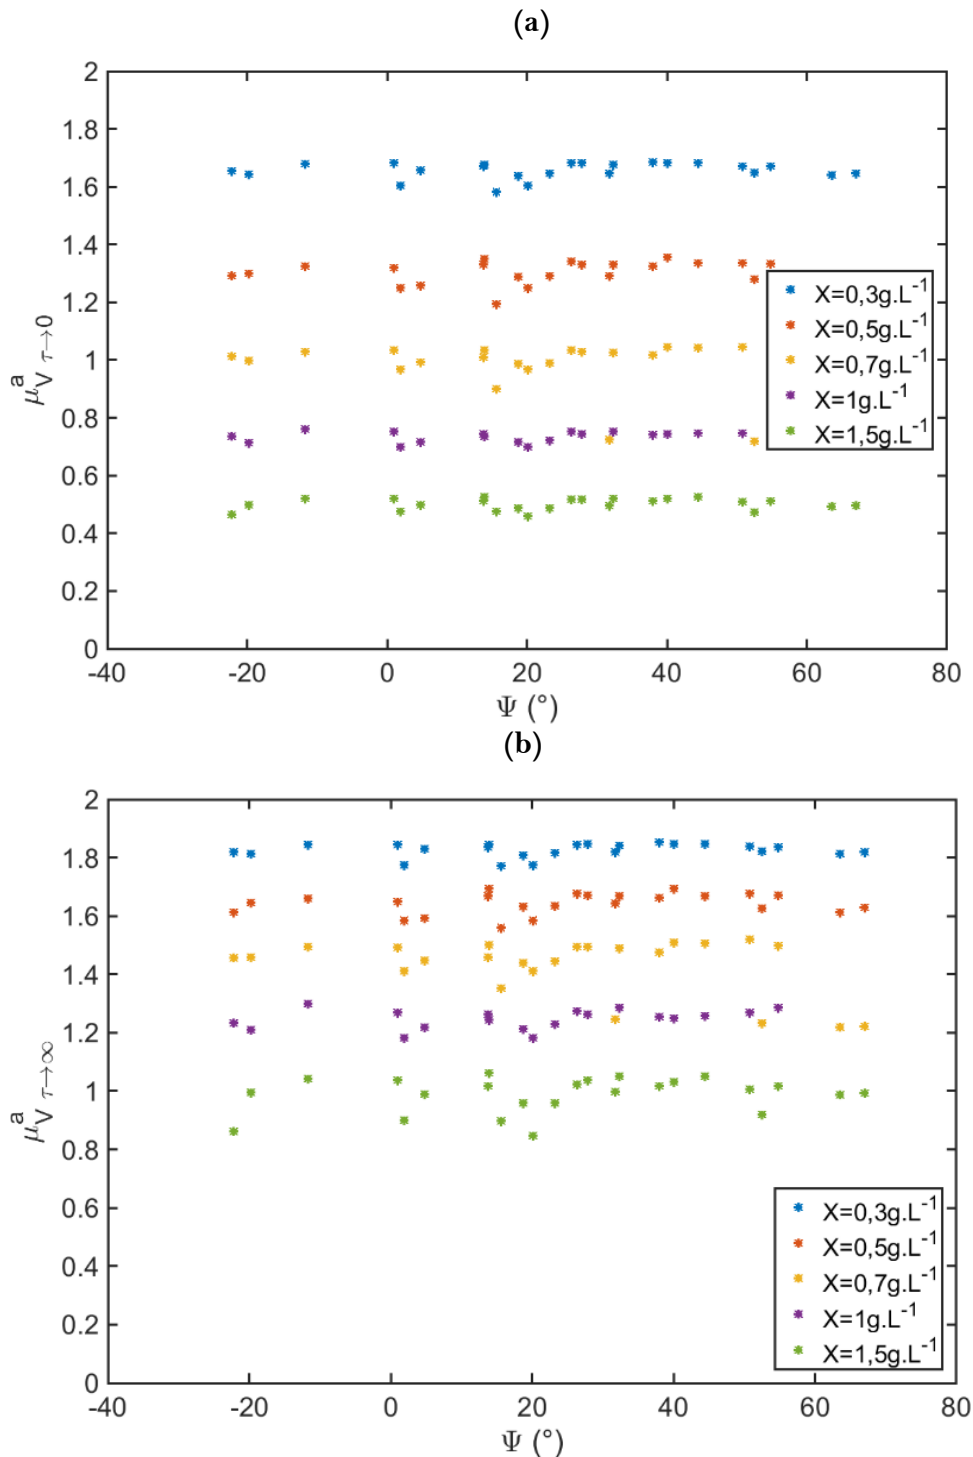 (a)
2
1.8
1.6
1.4
1.2
1
0.8
0.6
0.4
0.2
0
μ^a_V τ→0
X=0,3g.L^-1
X=0,5g.L^-1
X=0,7g.L^-1
X=1g.L^-1
X=1,5g.L^-1
-40 -20 0 20 40 60 80
Ψ (°)
(b)
2
1.8
1.6
1.4
1.2
1
0.8
0.6
0.4
0.2
0
μ^a_V τ→∞
X=0,3g.L^-1
X=0,5g.L^-1
X=0,7g.L^-1
X=1g.L^-1
X=1,5g.L^-1
-40 -20 0 20 40 60 80
Ψ (°)